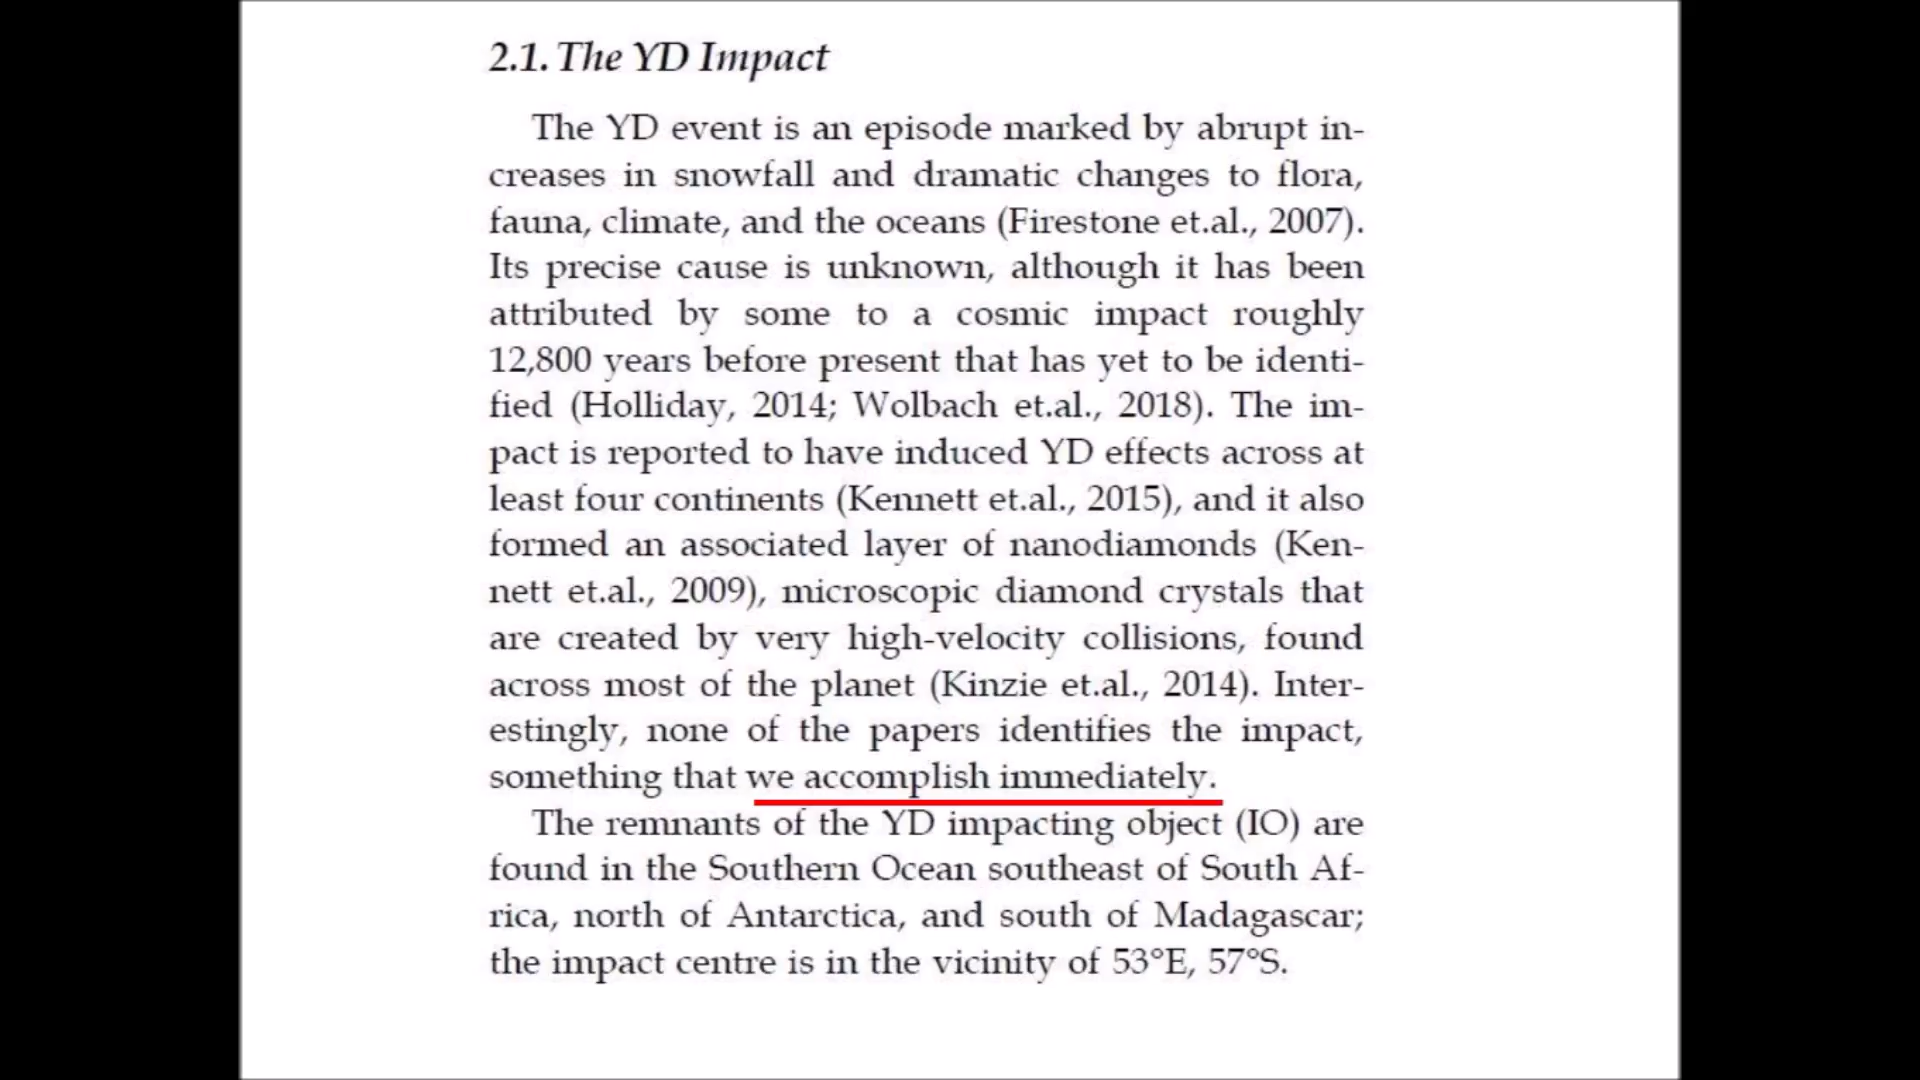 2.1. The YD Impact
The YD event is an episode marked by abrupt in-
creases in snowfall and dramatic changes to flora,
fauna, climate, and the oceans (Firestone et.al., 2007).
Its precise cause is unknown, although it has been
attributed by some to a cosmic impact roughly
12,800 years before present that has yet to be identi-
fied (Holliday, 2014; Wolbach et.al., 2018). The im-
pact is reported to have induced YD effects across at
least four continents (Kennett et.al., 2015), and it also
formed an associated layer of nanodiamonds (Ken-
nett et.al., 2009), microscopic diamond crystals that
are created by very high-velocity collisions, found
across most of the planet (Kinzie et.al., 2014). Inter-
estingly, none of the papers identifies the impact,
something that we accomplish immediately.
The remnants of the YD impacting object (IO) are
found in the Southern Ocean southeast of South Af-
rica, north of Antarctica, and south of Madagascar;
the impact centre is in the vicinity of 53°E, 57°S.